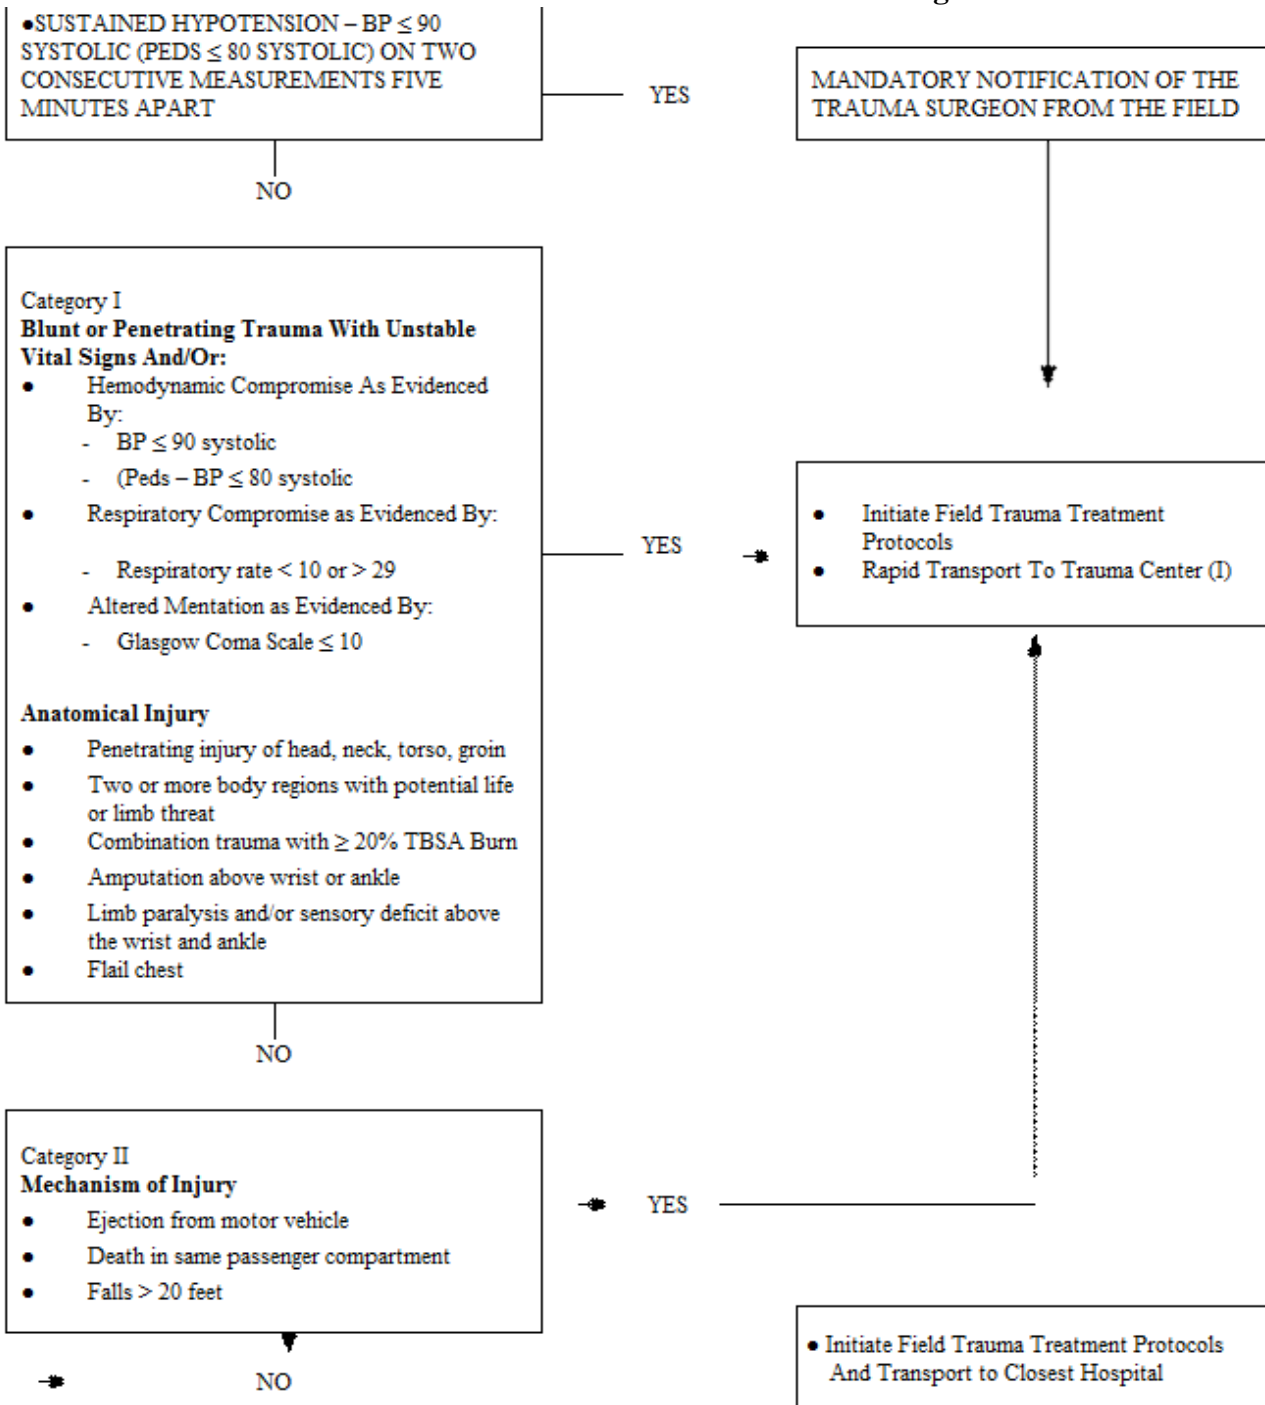 ●SUSTAINED HYPOTENSION – BP ≤ 90
SYSTOLIC (PEDS ≤ 80 SYSTOLIC) ON TWO
CONSECUTIVE MEASUREMENTS FIVE
MINUTES APART
YES
MANDATORY NOTIFICATION OF THE
TRAUMA SURGEON FROM THE FIELD
NO
Category I
Blunt or Penetrating Trauma With Unstable
Vital Signs And/Or:
● Hemodynamic Compromise As Evidenced
By:
- BP ≤ 90 systolic
- (Peds – BP ≤ 80 systolic
● Respiratory Compromise as Evidenced By:
- Respiratory rate < 10 or > 29
● Altered Mentation as Evidenced By:
- Glasgow Coma Scale ≤ 10
Anatomical Injury
● Penetrating injury of head, neck, torso, groin
● Two or more body regions with potential life
or limb threat
● Combination trauma with ≥ 20% TBSA Burn
● Amputation above wrist or ankle
● Limb paralysis and/or sensory deficit above
the wrist and ankle
● Flail chest
YES
● Initiate Field Trauma Treatment
Protocols
● Rapid Transport To Trauma Center (I)
NO
Category II
Mechanism of Injury
● Ejection from motor vehicle
● Death in same passenger compartment
● Falls > 20 feet
YES
NO
● Initiate Field Trauma Treatment Protocols
And Transport to Closest Hospital